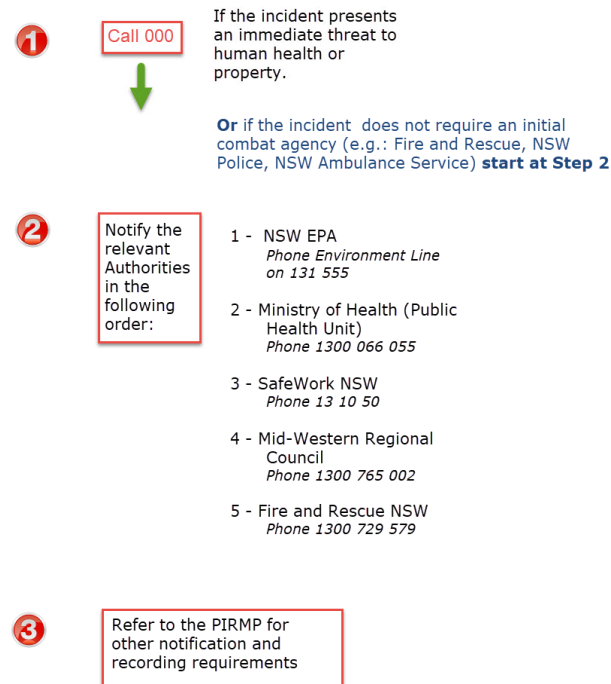 1
Call 000
If the incident presents
an immediate threat to
human health or
property.
Or if the incident does not require an initial
combat agency (e.g.: Fire and Rescue, NSW
Police, NSW Ambulance Service) start at Step 2
2
Notify the
relevant
Authorities
in the
following
order:
1 - NSW EPA
Phone Environment Line
on 131 555
2 - Ministry of Health (Public
Health Unit)
Phone 1300 066 055
3 - SafeWork NSW
Phone 13 10 50
4 - Mid-Western Regional
Council
Phone 1300 765 002
5 - Fire and Rescue NSW
Phone 1300 729 579
3
Refer to the PIRMP for
other notification and
recording requirements